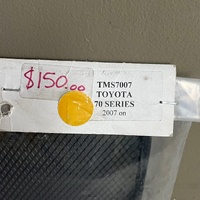 $150.00
TMS7007
TOYOTA
70 SERIES
2007 on